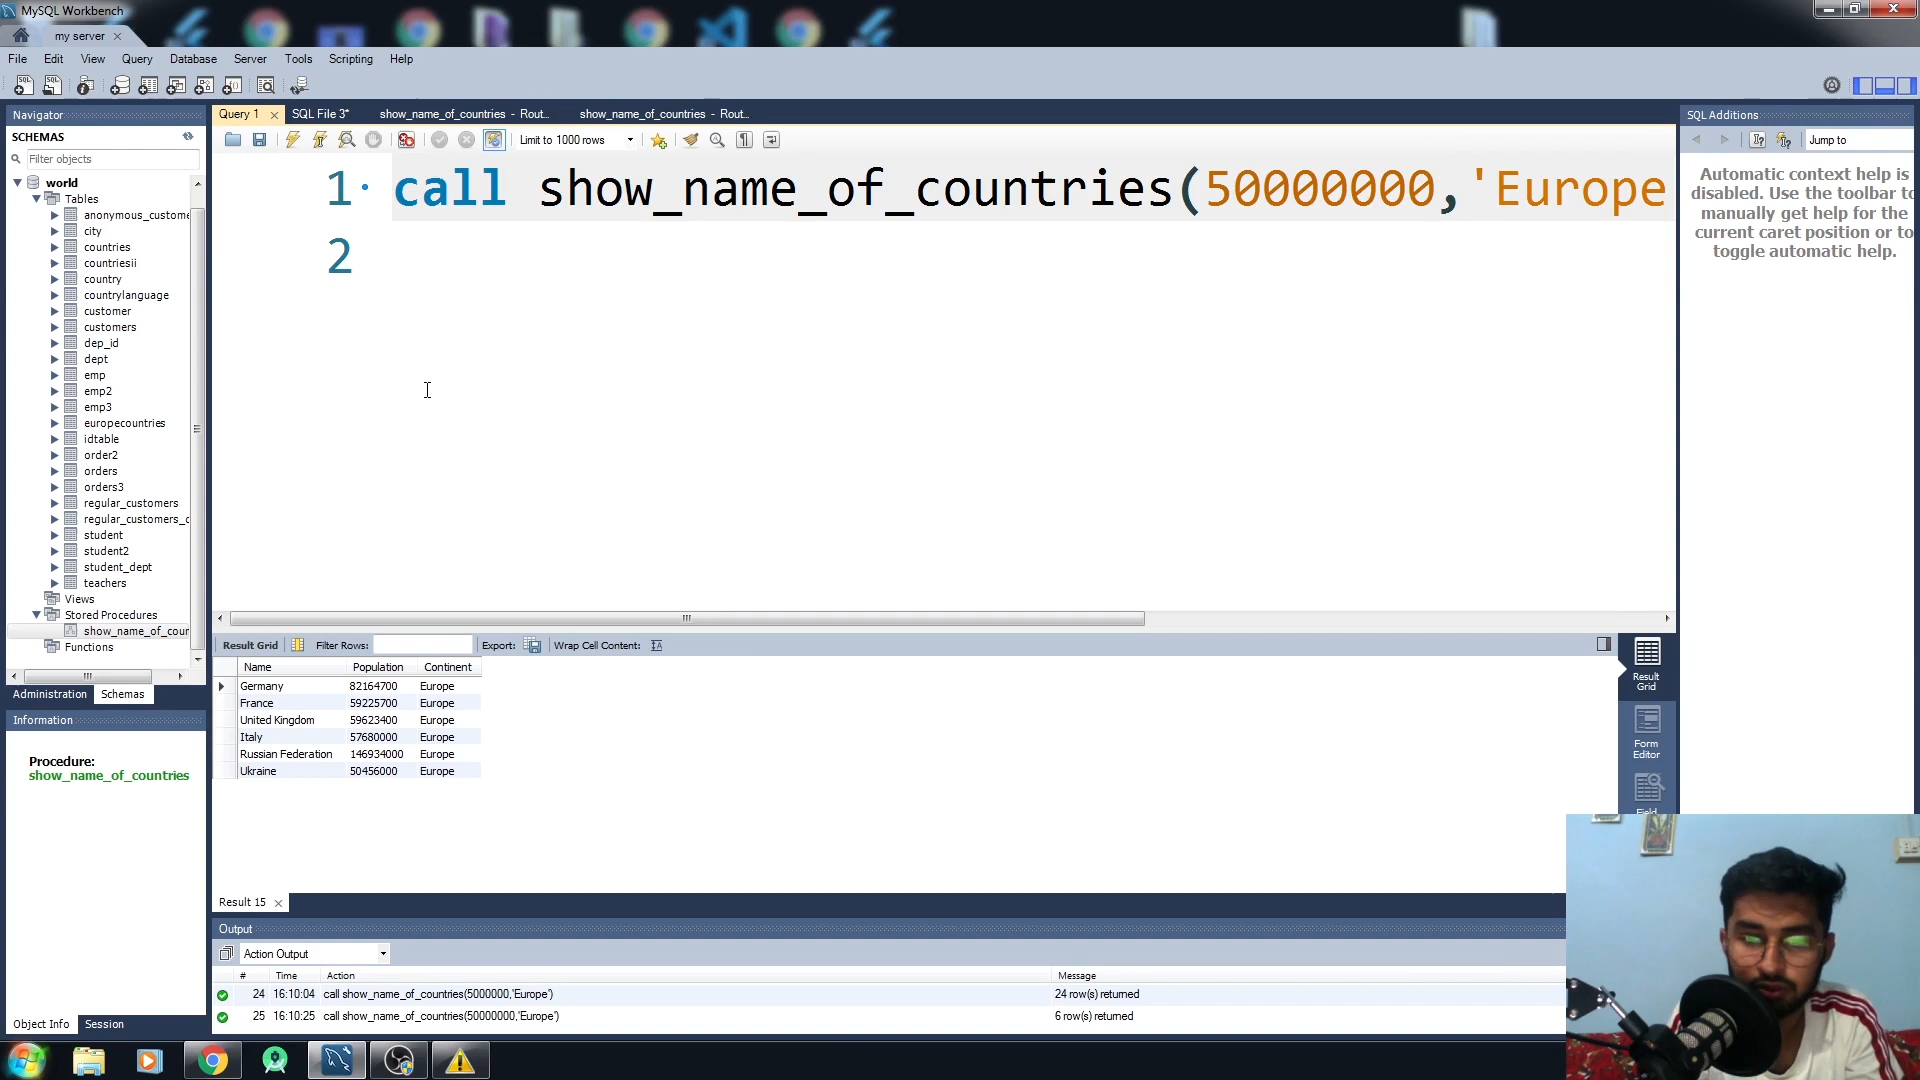 MySQL Workbench
my server
File Edit View Query Database Server Tools Scripting Help
Navigator
SCHEMAS
Filter objects
world
Tables
anonymous_custome
city
countries
countriesii
country
countrylanguage
customer
customers
dep_id
dept
emp
emp2
emp3
europecountries
idtable
order2
orders
orders3
regular_customers
regular_customers_c
student
student2
student_dept
teachers
Views
Stored Procedures
show_name_of_cour
Functions
Administration Schemas
Information
Procedure:
show_name_of_countries
Object Info Session
Query 1 SQL File 3* show_name_of_countries - Rout... show_name_of_countries - Rout...
Limit to 1000 rows
1 call show_name_of_countries(50000000,'Europe
2
Result Grid Filter Rows: Export: Wrap Cell Content:
Name Population Continent
Germany 82164700 Europe
France 59225700 Europe
United Kingdom 59623400 Europe
Italy 57680000 Europe
Russian Federation 146934000 Europe
Ukraine 50456000 Europe
Result Grid
Form Editor
Field
Result 15
Output
Action Output
# Time Action Message
24 16:10:04 call show_name_of_countries(5000000,'Europe') 24 row(s) returned
25 16:10:25 call show_name_of_countries(50000000,'Europe') 6 row(s) returned
SQL Additions
Jump to
Automatic context help is
disabled. Use the toolbar to
manually get help for the
current caret position or to
toggle automatic help.